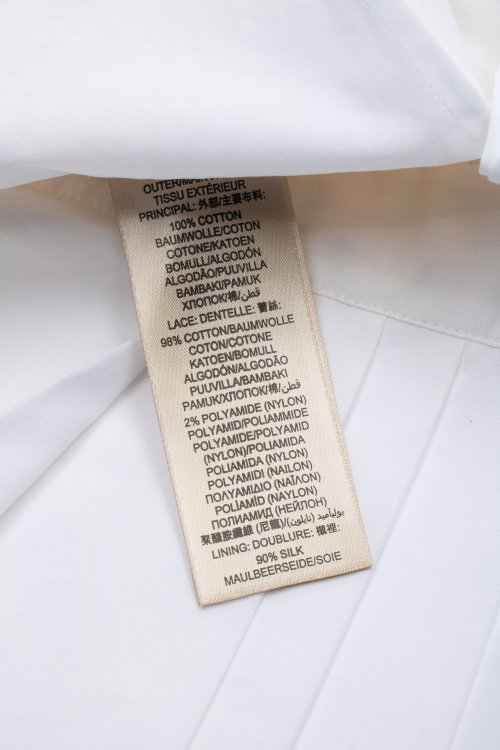 OUTER/MAIN
TISSU EXTÉRIEUR
PRINCIPAL: 外部/主要布料:
100% COTTON
BAUMWOLLE/COTON
COTONE/KATOEN
BOMULL/ALGODÓN
ALGODÃO/PUUVILLA
BAMBAKI/PAMUK
ХЛОПОК/棉/قطن:
LACE: DENTELLE: 蕾絲:
98% COTTON/BAUMWOLLE
COTON/COTONE
KATOEN/BOMULL
ALGODÓN/ALGODÃO
PUUVILLA/BAMBAKI
PAMUK/ХЛОПОК/棉/قطن:
2% POLYAMIDE (NYLON)
POLYAMID/POLIAMMIDE
POLYAMIDE/POLYAMID
(NYLON)/POLIAMIDA
POLIAMIDA (NYLON)
POLYAMIDI (NAILON)
ΠΟΛΥΑΜΙΔΙΟ (ΝΑΪΛΟΝ)
POLİAMİD (NAYLON)
ПОЛИАМИД (НЕЙЛОН)
聚醯胺纖維 (尼龍)/بولياميد (نايلون)
LINING: DOUBLURE: 襯裡:
90% SILK
MAULBEERSEIDE/SOIE